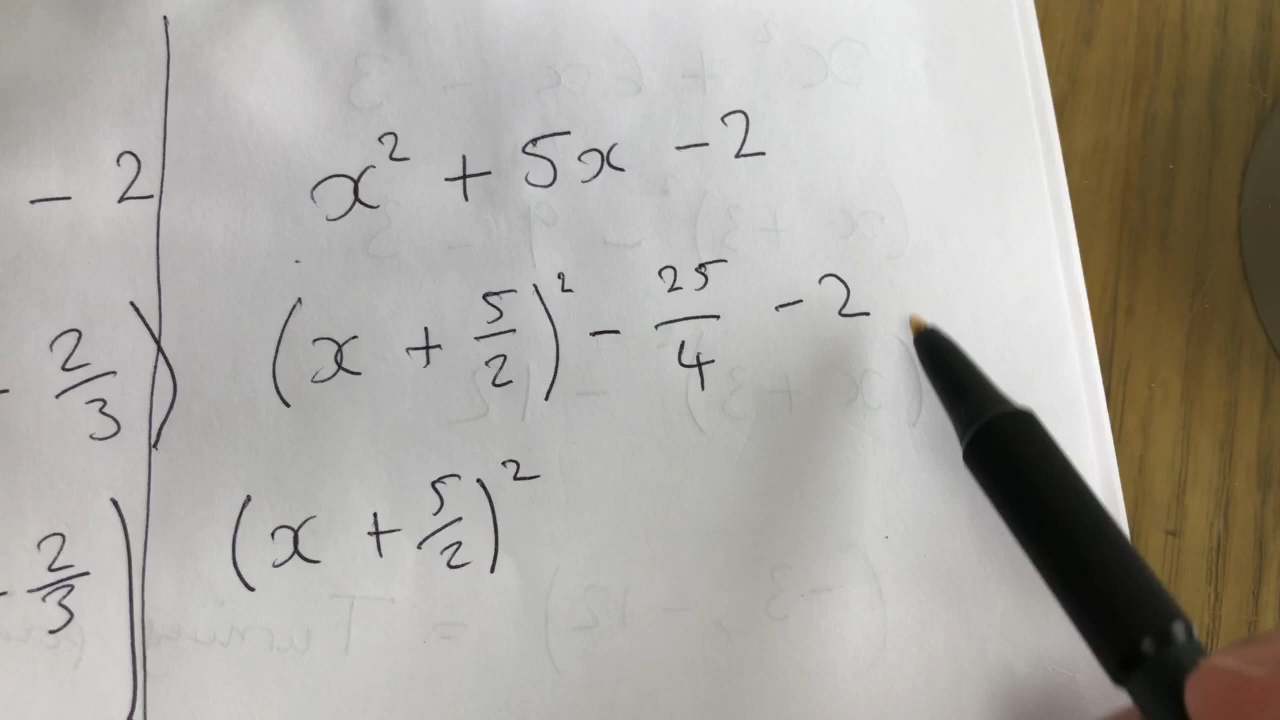 - 2
x² + 5x - 2
- 2/3)
(x + 5/2)² - 25/4 - 2
- 2/3)
(x + 5/2)²